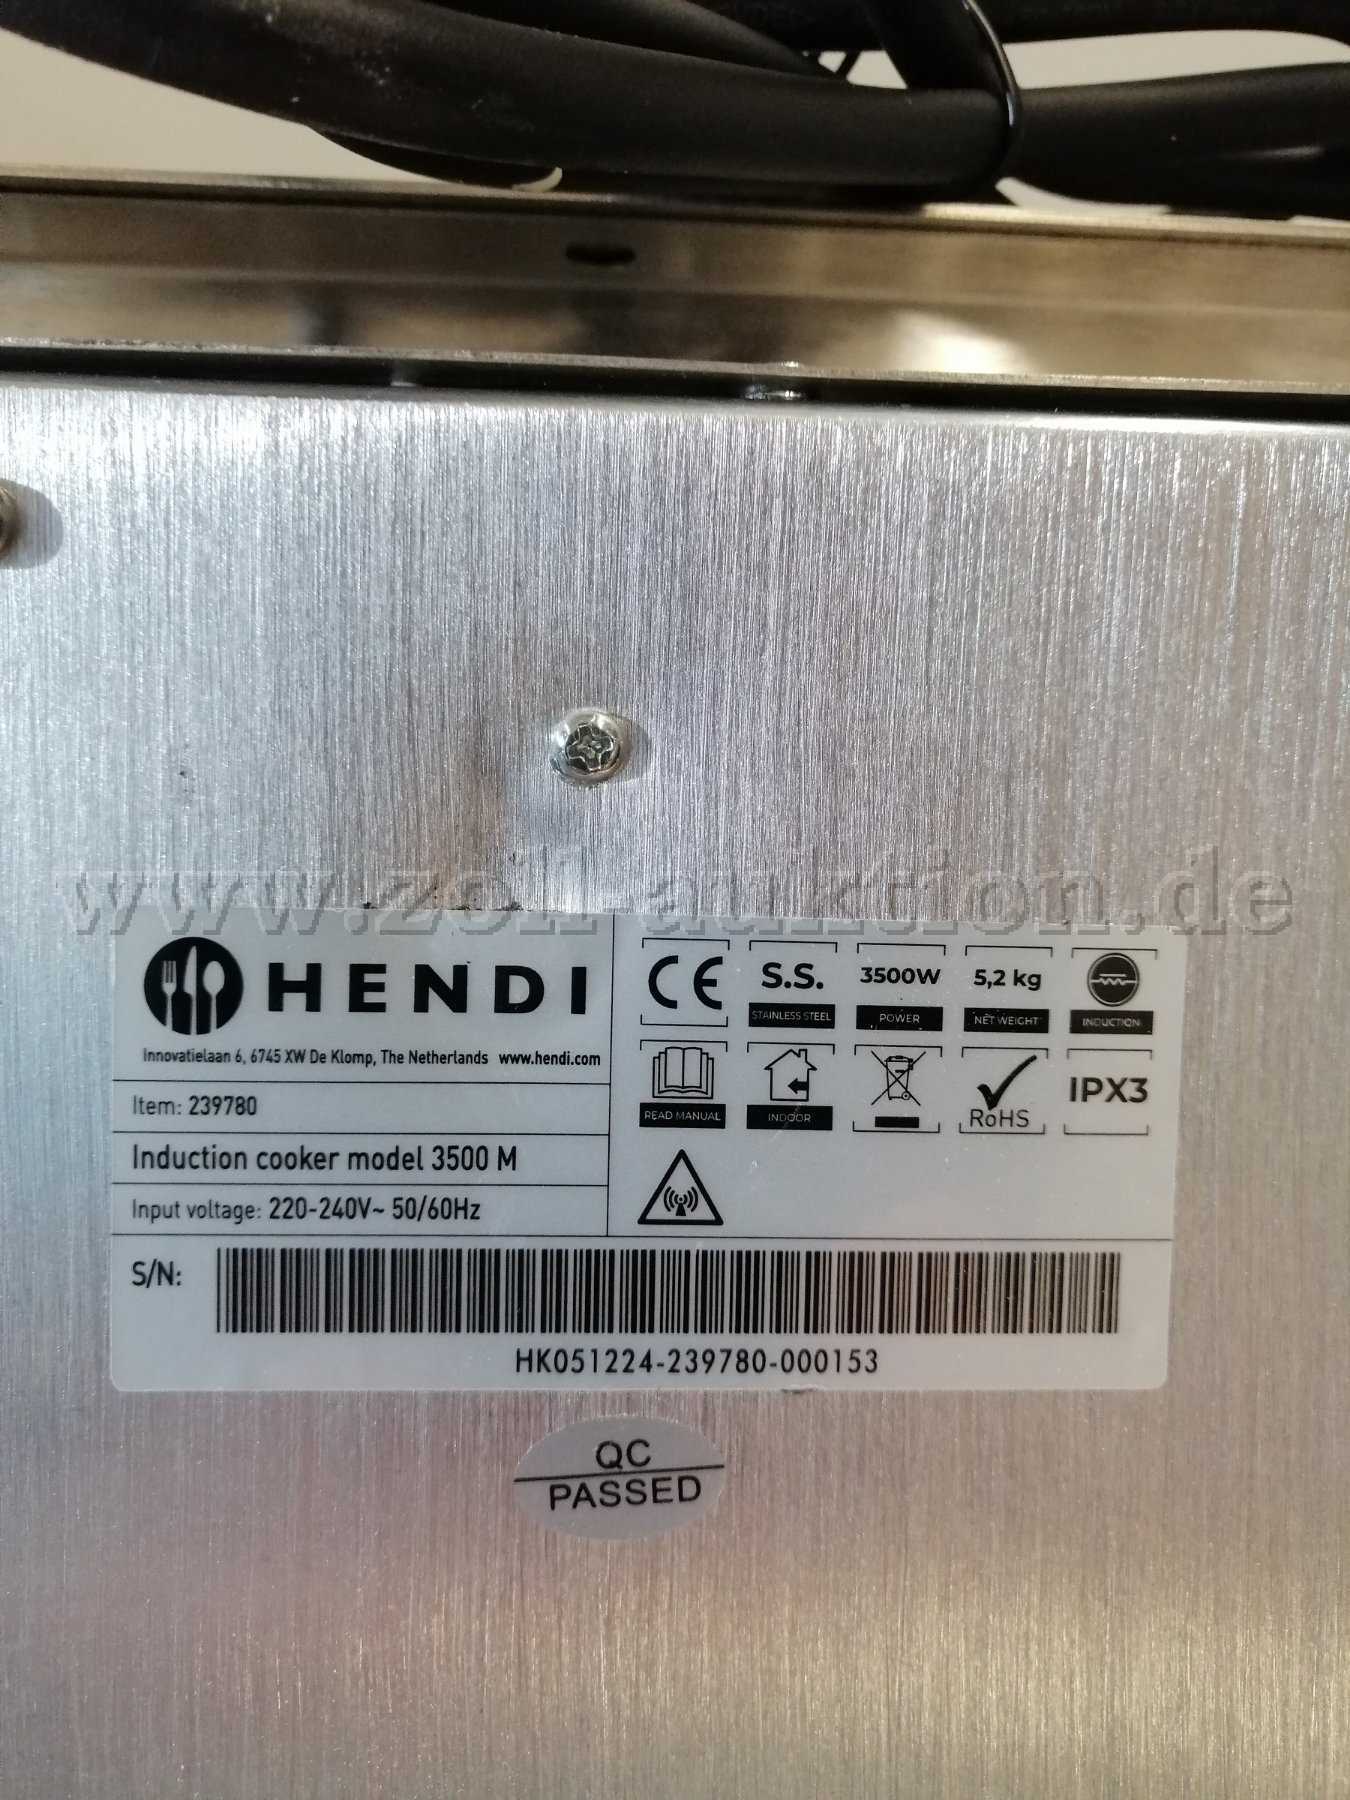 www.zoll-auktion.de
HENDI
Innovatielaan 6, 6745 XW De Klomp, The Netherlands www.hendi.com
Item: 239780
Induction cooker model 3500 M
Input voltage: 220-240V~ 50/60Hz
CE
S.S.
STAINLESS STEEL
3500W
POWER
5,2 kg
NET WEIGHT
INDUCTION
READ MANUAL
INDOOR
RoHS
IPX3
S/N:
HK051224-239780-000153
QC
PASSED